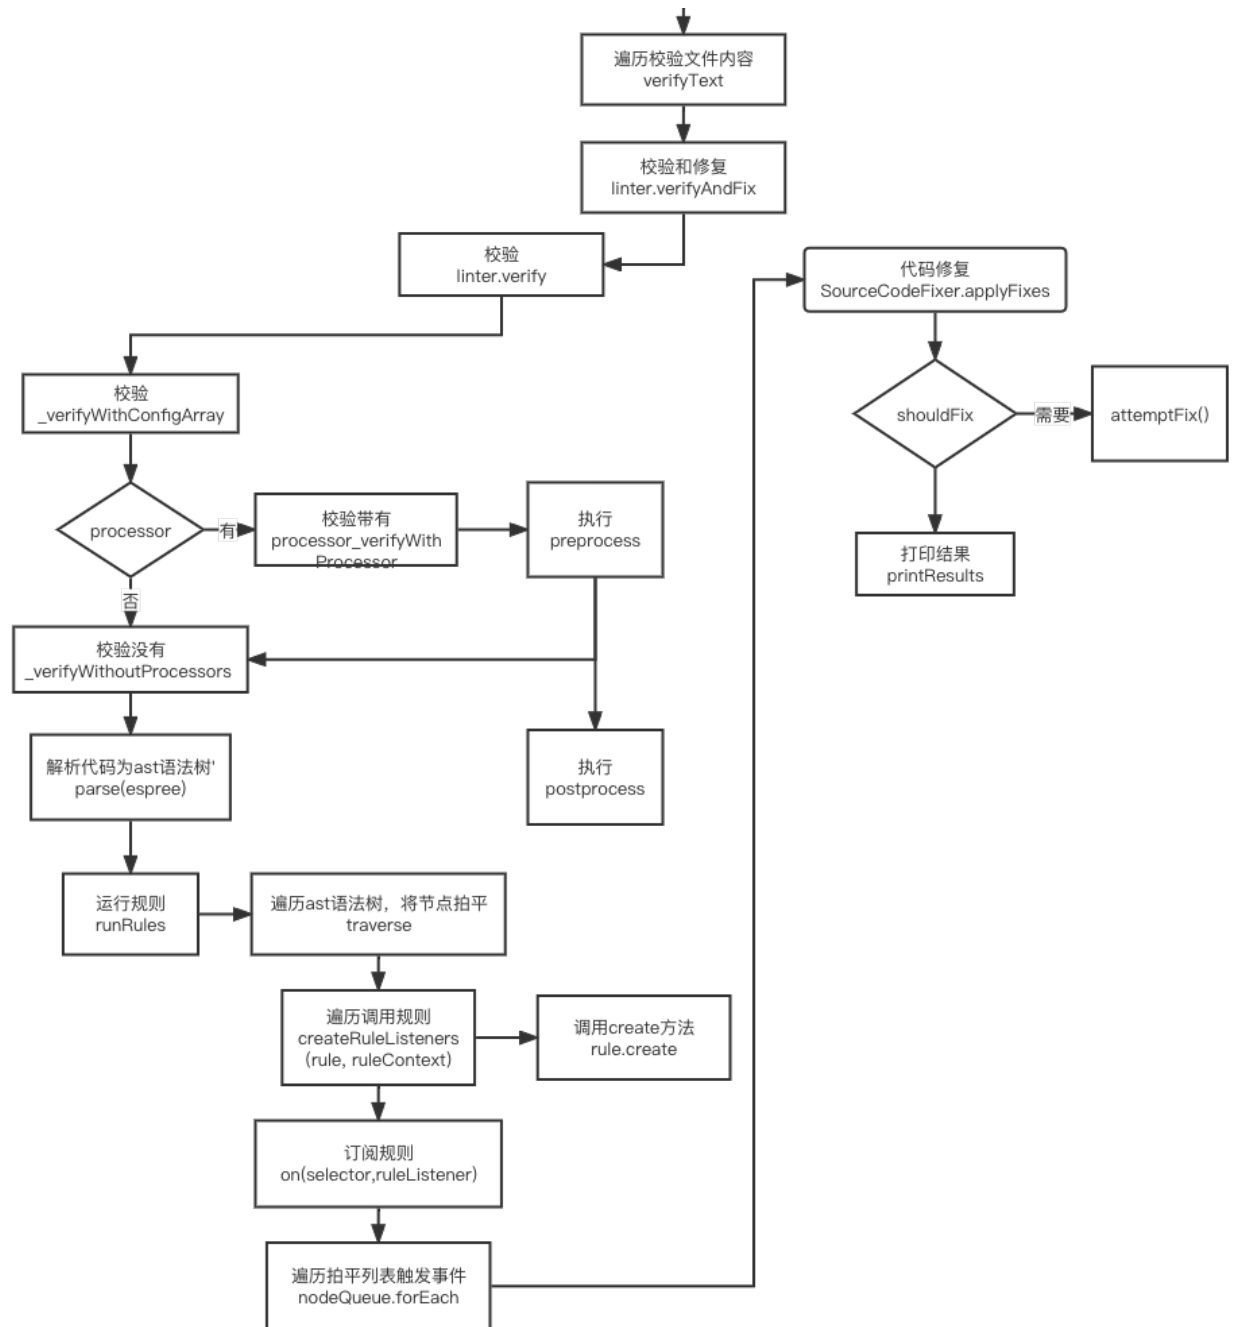 遍历校验文件内容
verifyText
校验和修复
linter.verifyAndFix
校验
linter.verify
代码修复
SourceCodeFixer.applyFixes
校验
_verifyWithConfigArray
shouldFix
需要
attemptFix()
processor
有
校验带有
processor_verifyWith
Processor
执行
preprocess
打印结果
printResults
否
校验没有
_verifyWithoutProcessors
解析代码为ast语法树'
parse(espree)
执行
postprocess
运行规则
runRules
遍历ast语法树，将节点拍平
traverse
遍历调用规则
createRuleListeners
(rule, ruleContext)
调用create方法
rule.create
订阅规则
on(selector,ruleListener)
遍历拍平列表触发事件
nodeQueue.forEach